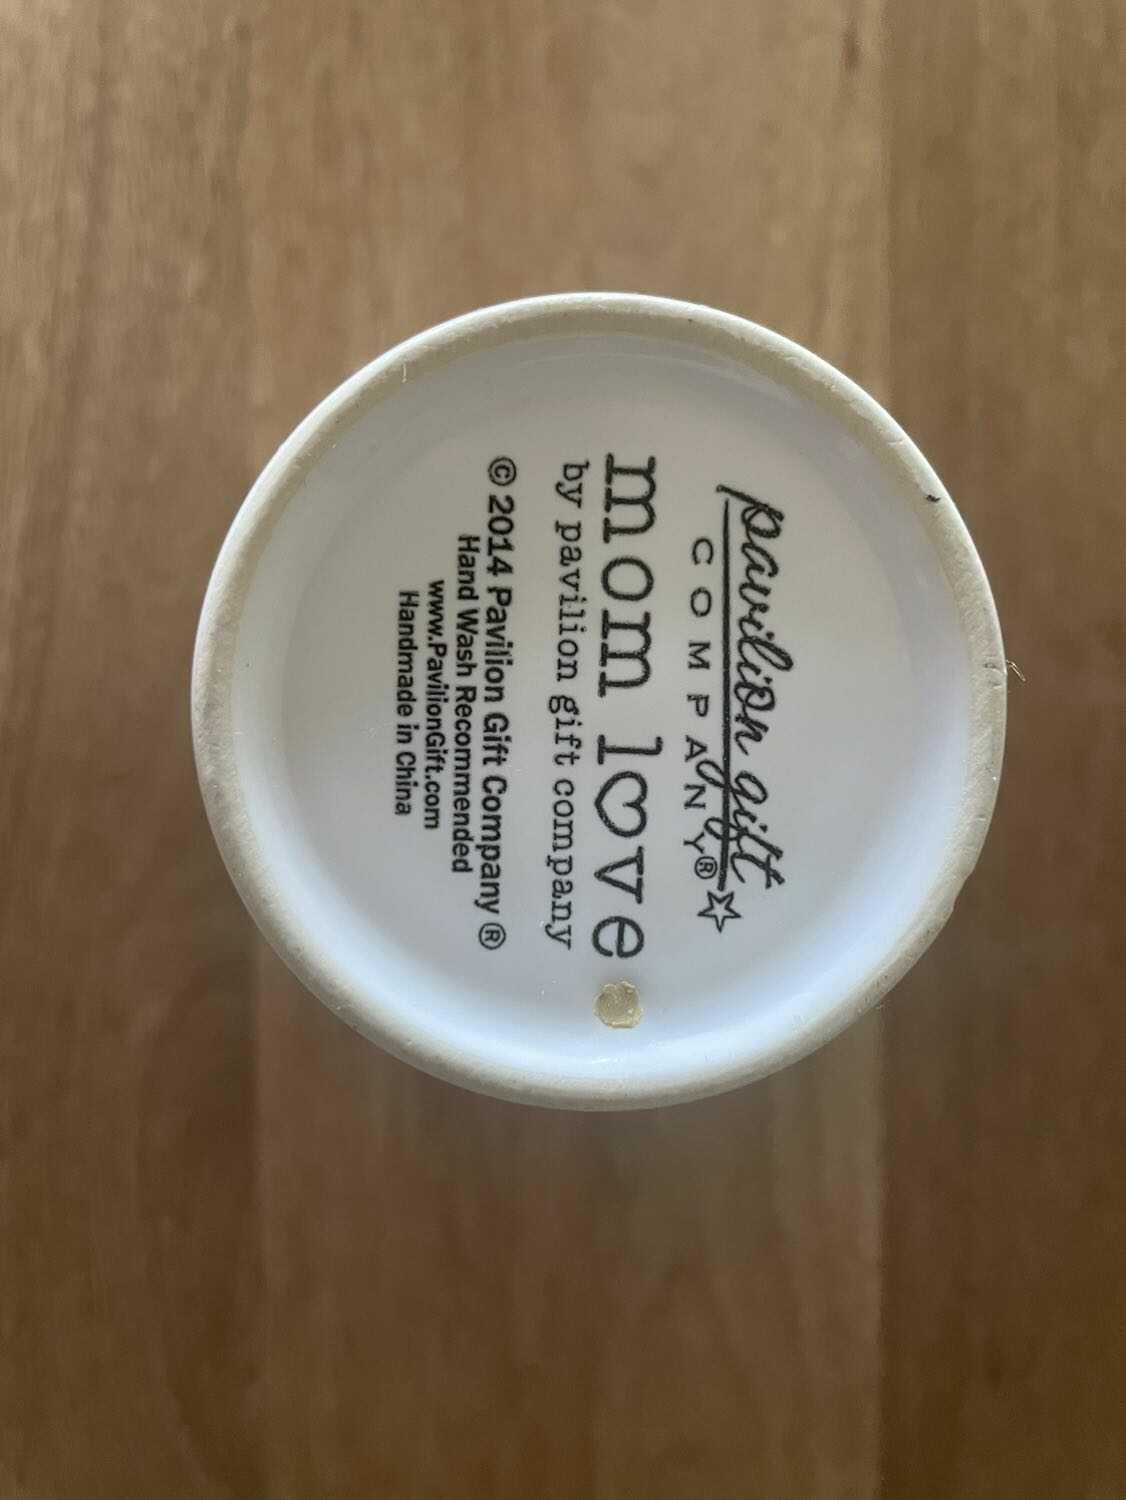 pavilion gift
COMPANY®
mom love
by pavilion gift company
© 2014 Pavilion Gift Company ®
Hand Wash Recommended
www.PavilionGift.com
Handmade in China